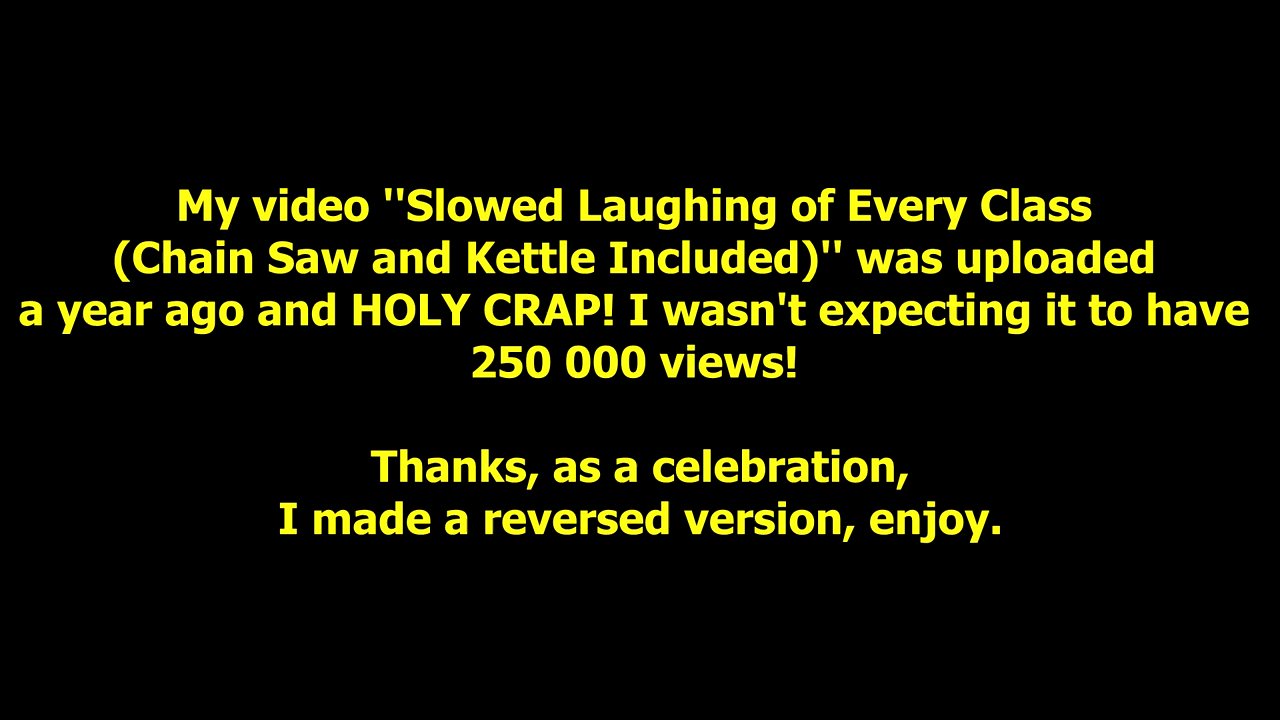 My video ''Slowed Laughing of Every Class
(Chain Saw and Kettle Included)'' was uploaded
a year ago and HOLY CRAP! I wasn't expecting it to have
250 000 views!
Thanks, as a celebration,
I made a reversed version, enjoy.